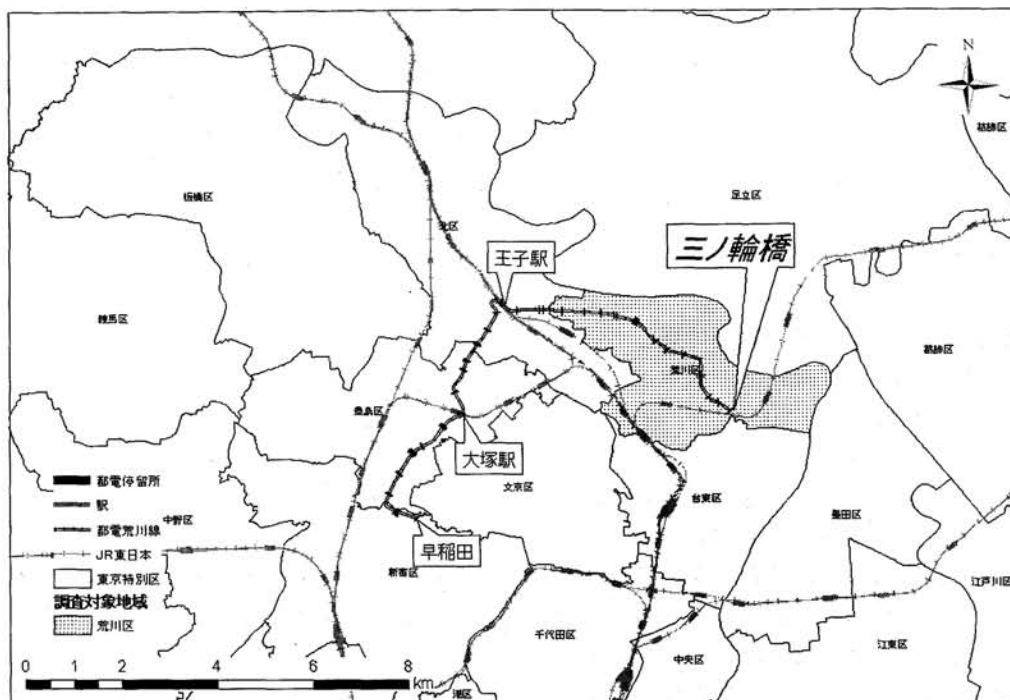 N
葛飾区
足立区
板橋区
北区
三ノ輪橋
王子駅
練馬区
葛飾区
荒川区
豊島区
大塚駅
文京区
台東区
墨田区
都電停留所
駅
都電荒川線
中野区
JR東日本
早稲田
新宿区
東京特別区
江戸川区
調査対象地域
荒川区
千代田区
中央区
江東区
0 1 2 4 6 8
km
港区